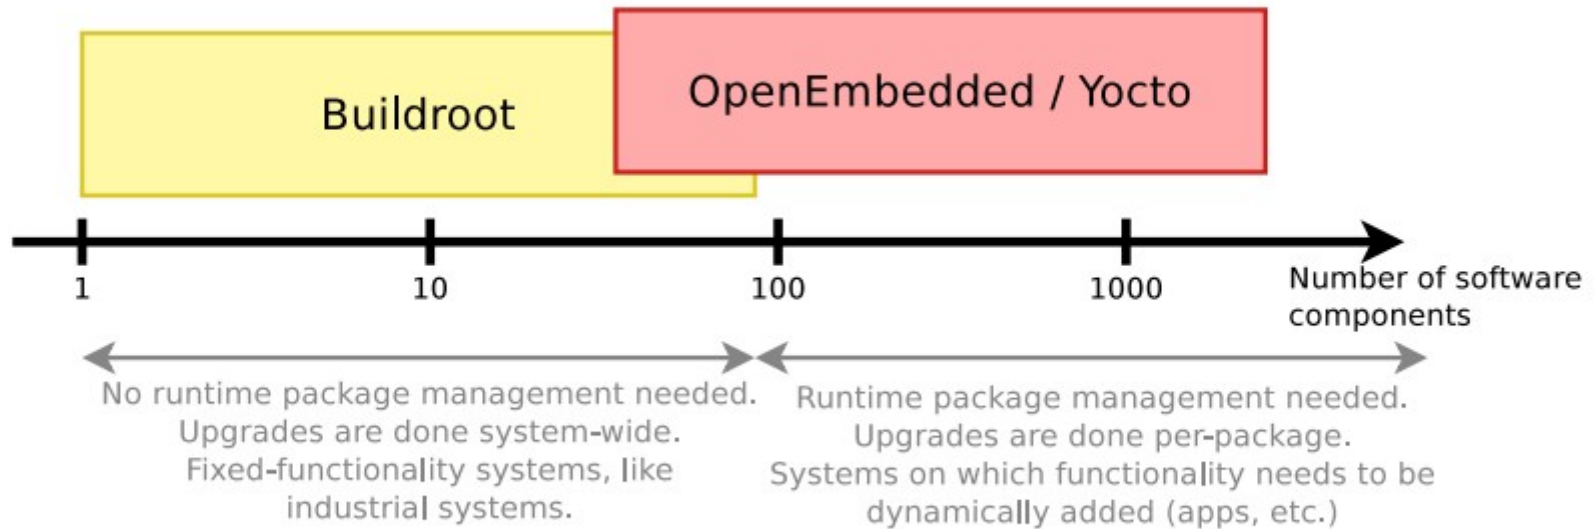 Buildroot
OpenEmbedded / Yocto
1
10
100
1000
Number of software
components
No runtime package management needed.
Upgrades are done system-wide.
Fixed-functionality systems, like
industrial systems.
Runtime package management needed.
Upgrades are done per-package.
Systems on which functionality needs to be
dynamically added (apps, etc.)